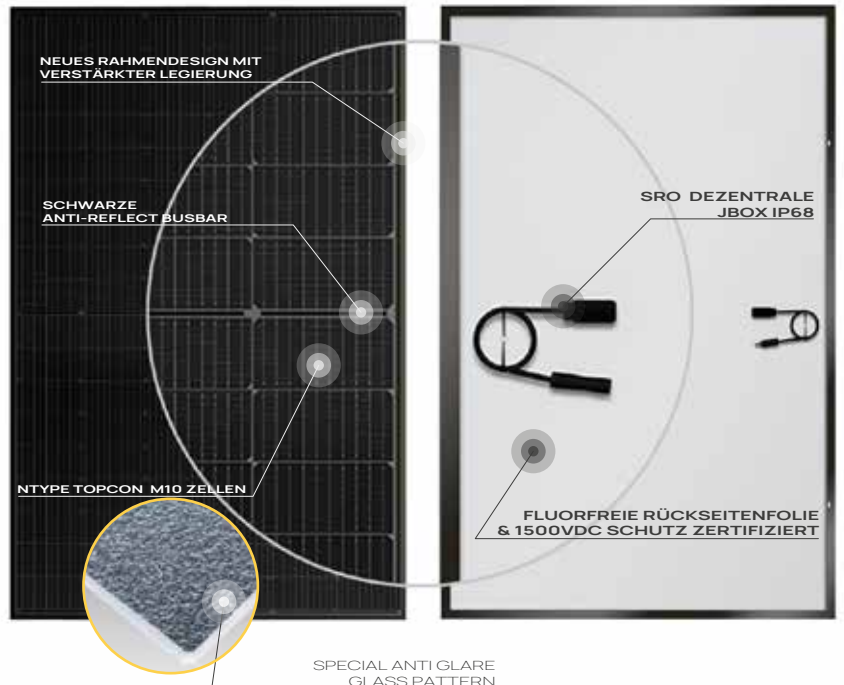 NEUES RAHMENDESIGN MIT
VERSTÄRKTER LEGIERUNG
SCHWARZE
ANTI-REFLECT BUSBAR
SRO DEZENTRALE
JBOX IP68
NTYPE TOPCON M10 ZELLEN
FLUORFREIE RÜCKSEITENFOLIE
& 1500VDC SCHUTZ ZERTIFIZIERT
SPECIAL ANTI GLARE
GLASS PATTERN